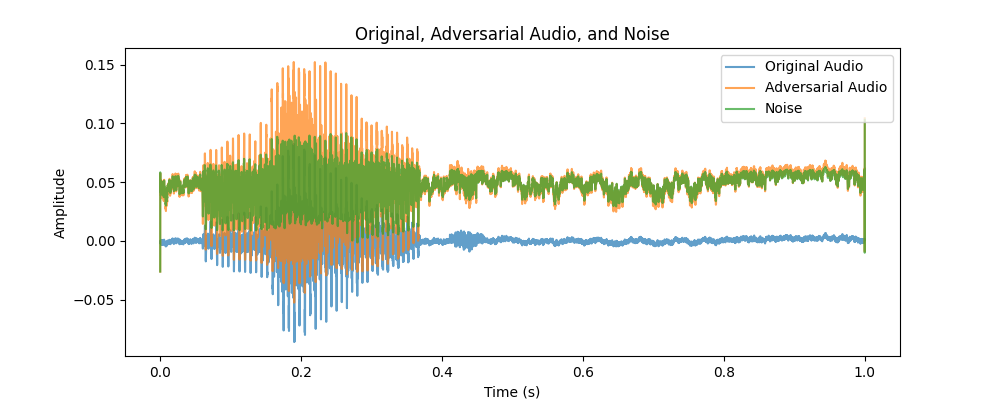 Original, Adversarial Audio, and Noise
Original Audio
Adversarial Audio
Noise
Amplitude
0.15
0.10
0.05
0.00
−0.05
0.0
0.2
0.4
0.6
0.8
1.0
Time (s)